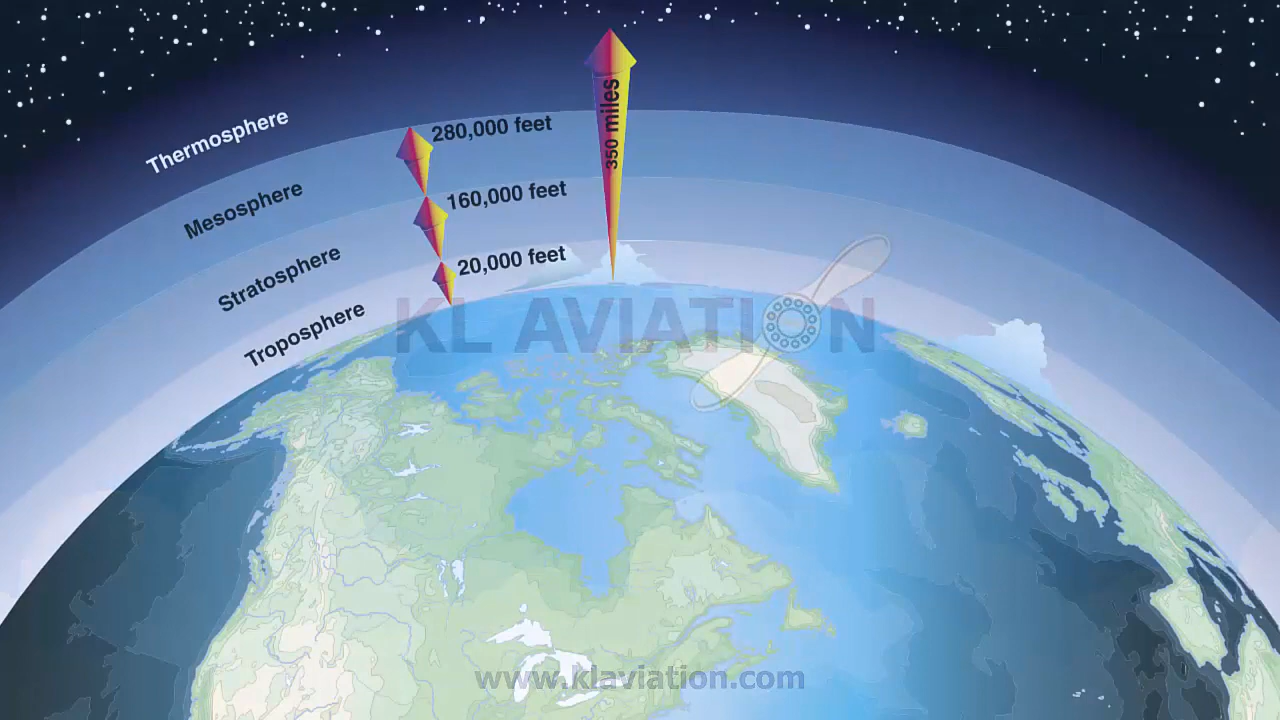 350 miles
Thermosphere
280,000 feet
Mesosphere
160,000 feet
Stratosphere
20,000 feet
Troposphere
KL AVIATION
www.klaviation.com